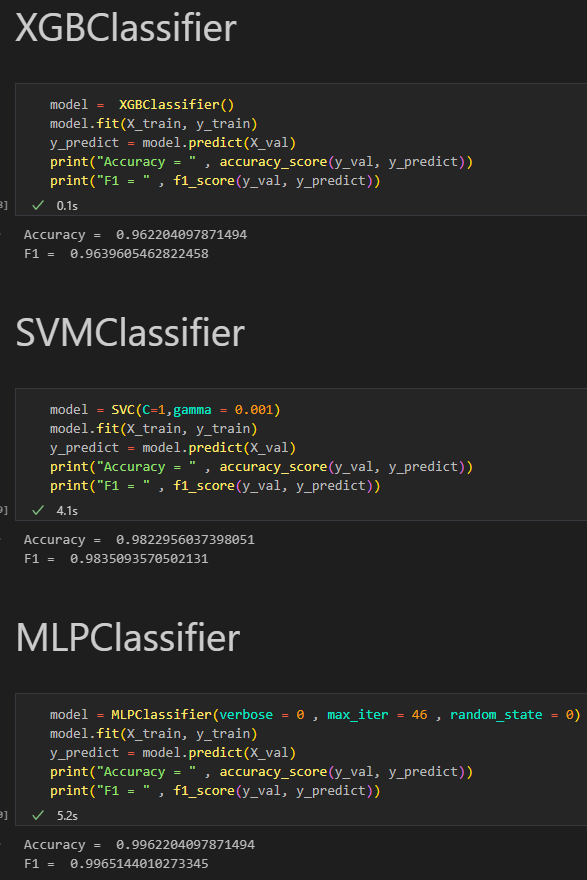 XGBClassifier
model =  XGBClassifier()
model.fit(X_train, y_train)
y_predict = model.predict(X_val)
print("Accuracy = " , accuracy_score(y_val, y_predict))
print("F1 = " , f1_score(y_val, y_predict))
0.1s
Accuracy =  0.962204097871494
F1 =  0.9639605462822458
SVMClassifier
model = SVC(C=1,gamma = 0.001)
model.fit(X_train, y_train)
y_predict = model.predict(X_val)
print("Accuracy = " , accuracy_score(y_val, y_predict))
print("F1 = " , f1_score(y_val, y_predict))
4.1s
Accuracy =  0.9822956037398051
F1 =  0.9835093570502131
MLPClassifier
model = MLPClassifier(verbose = 0 , max_iter = 46 , random_state = 0)
model.fit(X_train, y_train)
y_predict = model.predict(X_val)
print("Accuracy = " , accuracy_score(y_val, y_predict))
print("F1 = " , f1_score(y_val, y_predict))
5.2s
Accuracy =  0.9962204097871494
F1 =  0.9965144010273345